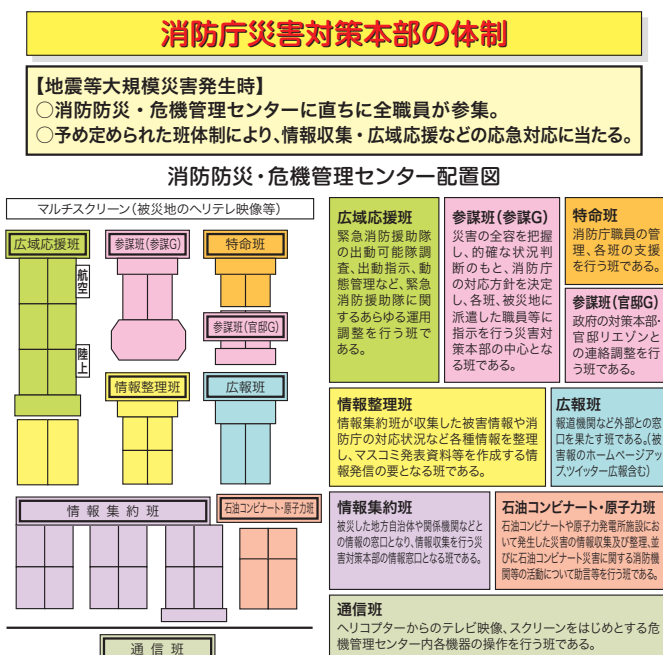 消防庁災害対策本部の体制
【地震等大規模災害発生時】
○消防防災・危機管理センターに直ちに全職員が参集。
○予め定められた班体制により、情報収集・広域応援などの応急対応に当たる。
消防防災・危機管理センター配置図
マルチスクリーン(被災地のヘリテレ映像等)
広域応援班
参謀班(参謀G)
特命班
航空
参謀班(官邸G)
陸上
情報整理班
広報班
情報集約班
石油コンビナート・原子力班
通信班
広域応援班
緊急消防援助隊
の出動可能隊調
査、出動指示、動
態管理など、緊急
消防援助隊に関
するあらゆる運用
調整を行う班で
ある。
参謀班(参謀G)
災害の全容を把握
し、的確な状況判
断のもと、消防庁
の対応方針を決定
し、各班、被災地に
派遣した職員等に
指示を行う災害対
策本部の中心とな
る班である。
特命班
消防庁職員の管
理、各班の支援
を行う班である。
参謀班(官邸G)
政府の対策本部・
官邸リエゾンと
の連絡調整を行
う班である。
情報整理班
情報集約班が収集した被害情報や消
防庁の対応状況など各種情報を整理
し、マスコミ発表資料等を作成する情
報発信の要となる班である。
広報班
報道機関など外部との窓
口を果たす班である。(被
害報のホームページアッ
プ、ツイッター広報含む)
情報集約班
被災した地方自治体や関係機関などと
の情報の窓口となり、情報収集を行う災
害対策本部の情報窓口となる班である。
石油コンビナート・原子力班
石油コンビナートや原子力発電所施設にお
いて発生した災害の情報収集及び整理、並
びに石油コンビナート災害に関する消防機
関等の活動について助言等を行う班である。
通信班
ヘリコプターからのテレビ映像、スクリーンをはじめとする危
機管理センター内各機器の操作を行う班である。